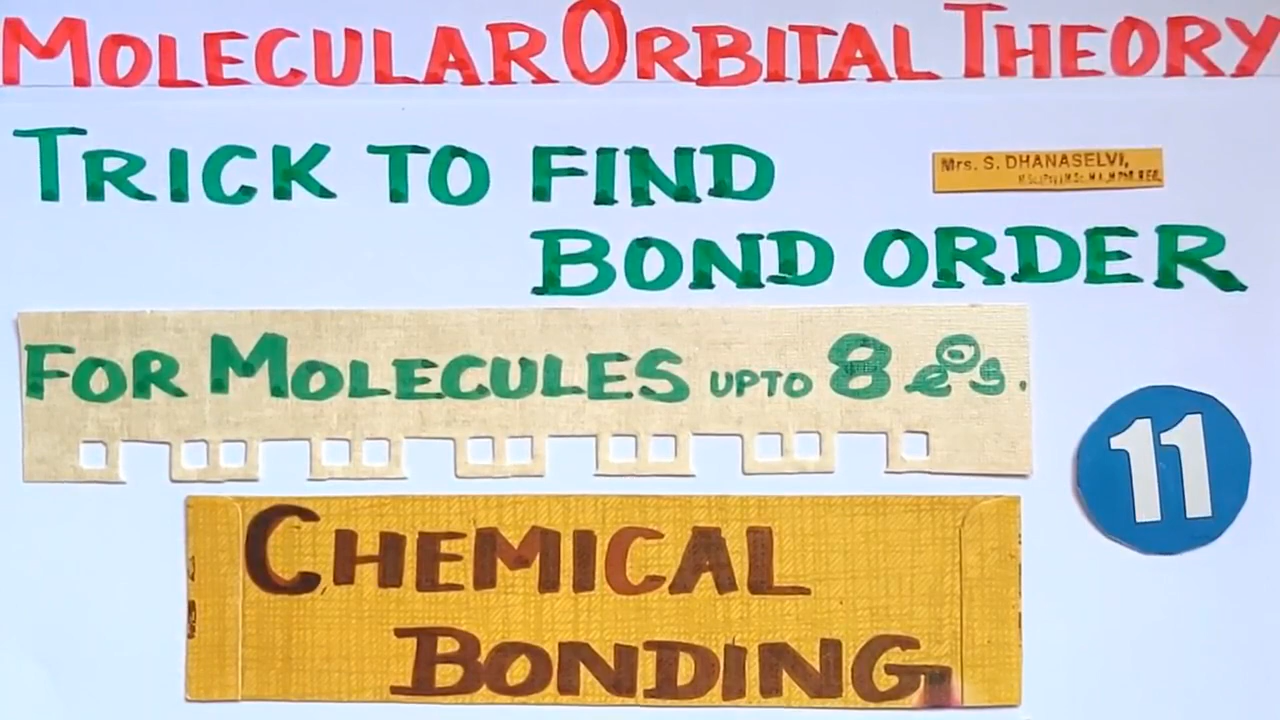 MOLECULAR ORBITAL THEORY
TRICK TO FIND
Mrs. S. DHANASELVI,
BOND ORDER
FOR MOLECULES UPTO 8 e⊖s.
11
CHEMICAL
BONDING